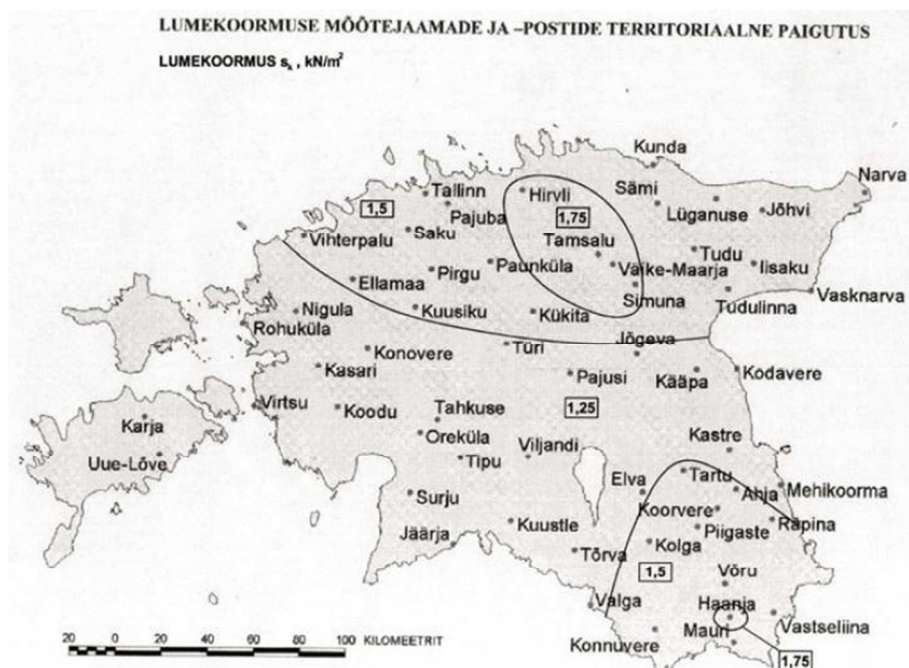 LUMEKOORMUSE MÕÕTEJAAMADE JA –POSTIDE TERRITORIAALNE PAIGUTUS
LUMEKOORMUS sk , kN/m²
Kunda
Narva
Tallinn
Hirvli
Sämi
1,5
Pajuba
1,75
Lüganuse
Jõhvi
Vihterpalu
Saku
Tamsalu
Tudu
Ellamaa
Pirgu
Paunküla
Väike-Maarja
Iisaku
Simuna
Tudulinna
Vasknarva
Nigula
Kuusiku
Kükita
Rohuküla
Konovere
Türi
Jõgeva
Kasari
Pajusi
Kääpa
Kodavere
Virtsu
Koodu
Tahkuse
1,25
Karja
Oreküla
Viljandi
Kastre
Uue-Lõve
Tipu
Elva
Tartu
Ahja
Mehikoorma
Surju
Koorvere
Räpina
Jäärja
Kuustle
Piigaste
Kolga
Tõrva
1,5
Võru
Valga
Haanja
Vastseliina
Konnuvere
Mauri
1,75
20 0 20 40 60 80 100 KILOMEETRIT